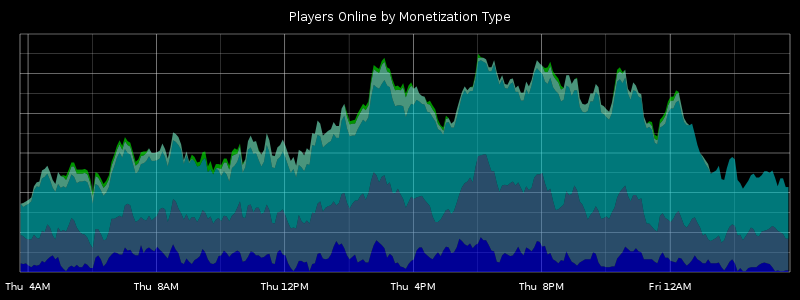 Players Online by Monetization Type
Thu 4AM Thu 8AM Thu 12PM Thu 4PM Thu 8PM Fri 12AM